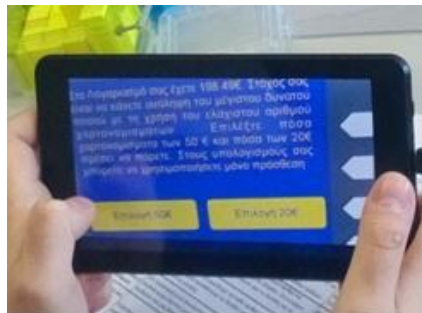 Στο Λογαριασμό σας έχετε 198.49€. Στόχος σας
είναι να κάνετε ανάληψη του μέγιστου δυνατού
ποσού με τη χρήση του ελάχιστου αριθμού
χαρτονομισμάτων Επιλέξτε πόσα
χαρτονομίσματα των 50 € και πόσα των 20€
πρέπει να πάρετε. Στους υπολογισμούς σας
μπορείτε να χρησιμοποιήσετε μόνο πρόσθεση
Επιλογή 50€
Επιλογή 20€